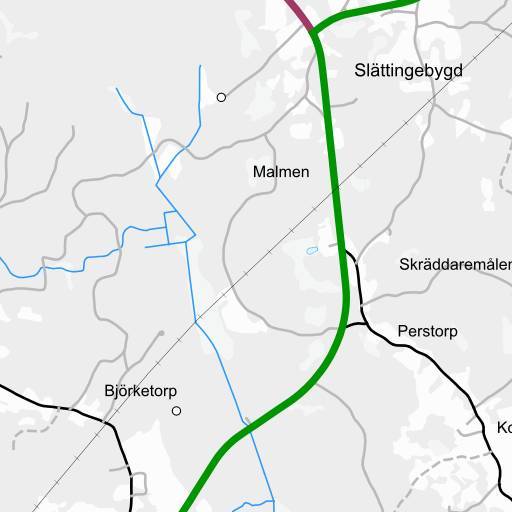 Slättingebygd
Malmen
Skräddaremålen
Perstorp
Björketorp